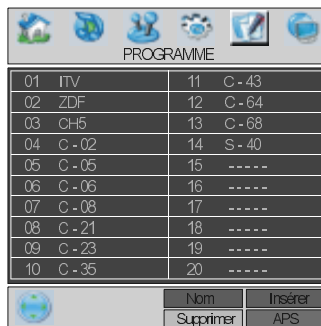 PROGRAMME
01 ITV 11 C - 43
02 ZDF 12 C - 64
03 CH5 13 C - 68
04 C - 02 14 S - 40
05 C - 05 15 -----
06 C - 06 16 -----
07 C - 08 17 -----
08 C - 21 18 -----
09 C - 23 19 -----
10 C - 35 20 -----
Nom Insérer
Supprimer APS